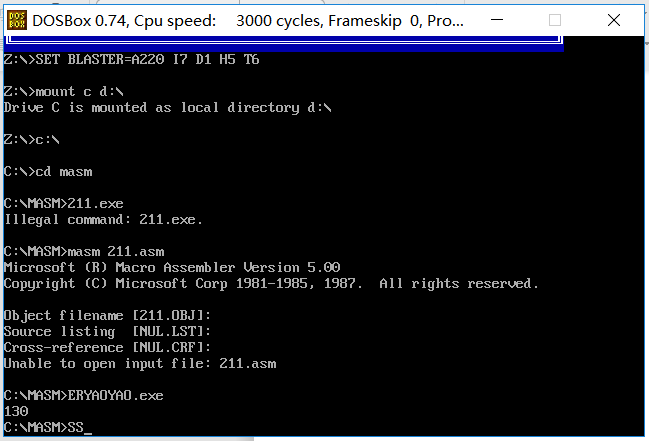 DOSBox 0.74, Cpu speed: 3000 cycles, Frameskip 0, Pro...
Z:\>SET BLASTER=A220 I7 D1 H5 T6
Z:\>mount c d:\
Drive C is mounted as local directory d:\
Z:\>c:\
C:\>cd masm
C:\MASM>211.exe
Illegal command: 211.exe.
C:\MASM>masm 211.asm
Microsoft (R) Macro Assembler Version 5.00
Copyright (C) Microsoft Corp 1981-1985, 1987.  All rights reserved.
Object filename [211.OBJ]:
Source listing  [NUL.LST]:
Cross-reference [NUL.CRF]:
Unable to open input file: 211.asm
C:\MASM>ERYAOYAO.exe
130
C:\MASM>SS_